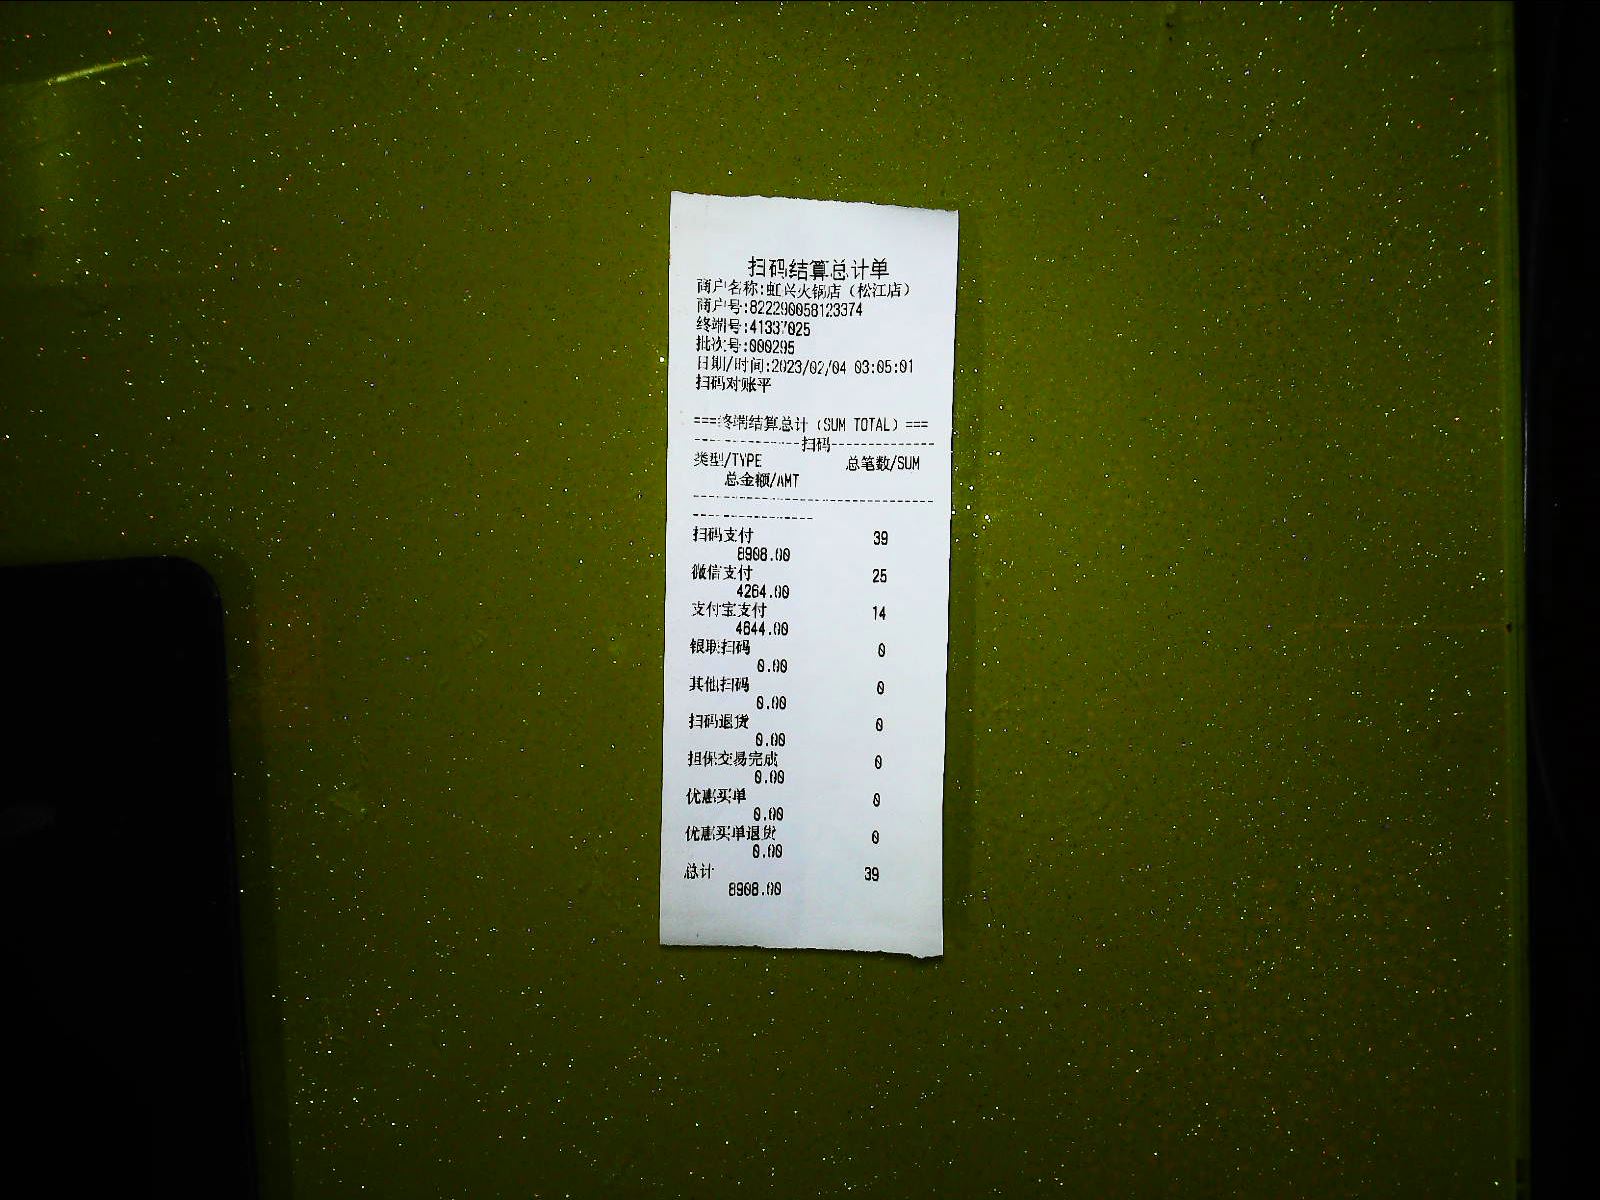 扫码结算总计单
商户名称:虹兴火锅店（松江店）
商户号:822290058123374
终端号:41337025
批次号:000295
日期/时间:2023/02/04 03:05:01
扫码对账平
===终端结算总计（SUM TOTAL）===
--------------扫码--------------
类型/TYPE 总笔数/SUM
总金额/AMT
--------------------------------
----------------
扫码支付 39
8908.00
微信支付 25
4264.00
支付宝支付 14
4644.00
银联扫码 0
0.00
其他扫码 0
0.00
扫码退货 0
0.00
担保交易完成 0
0.00
优惠买单 0
0.00
优惠买单退货 0
0.00
总计 39
8908.00